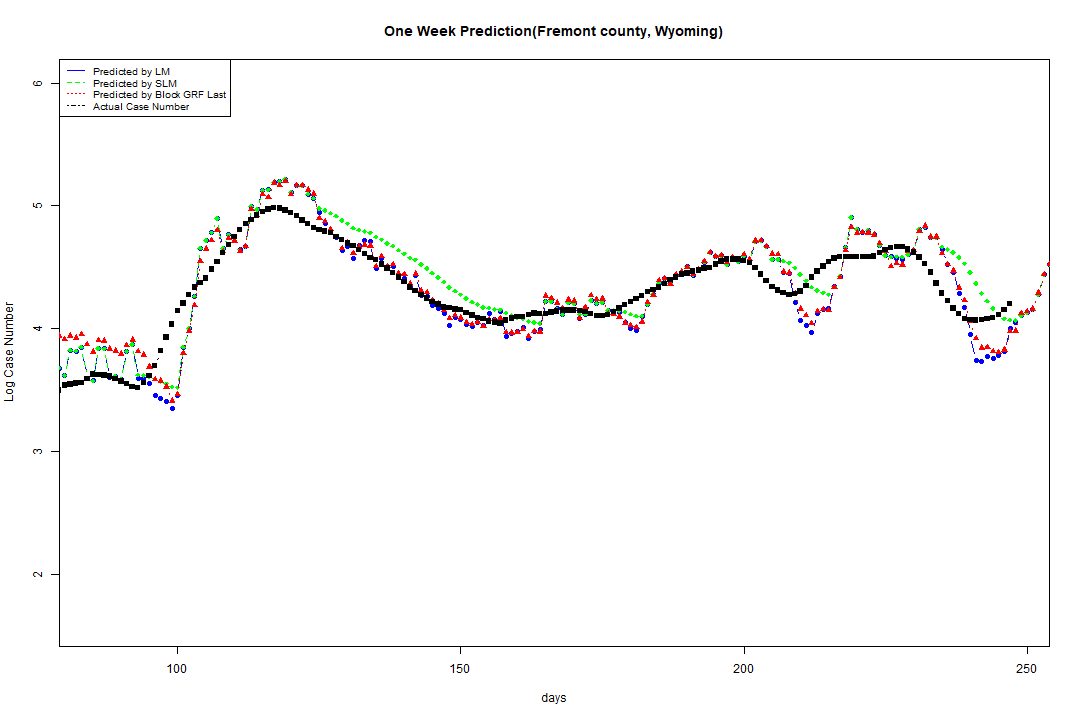 One Week Prediction(Fremont county, Wyoming)
Predicted by LM
Predicted by SLM
Predicted by Block GRF Last
Actual Case Number
6
5
4
3
2
Log Case Number
100
150
200
250
days